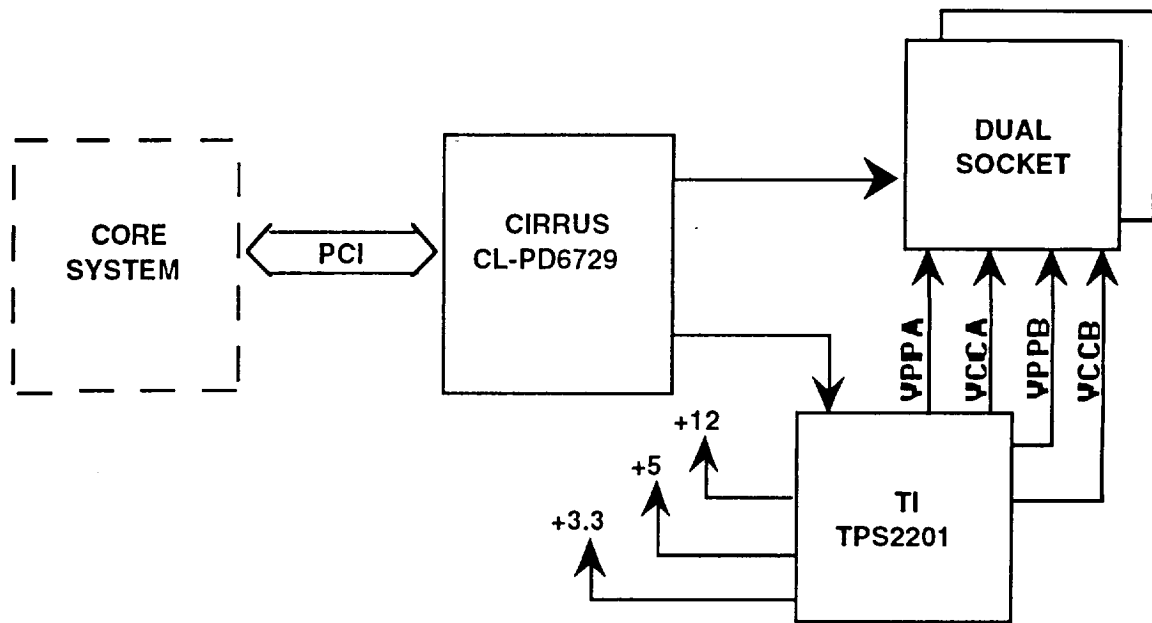 DUAL
SOCKET
CORE
SYSTEM
PCI
CIRRUS
CL-PD6729
VPPA
VCCA
VPPB
VCCB
+12
+5
+3.3
TI
TPS2201